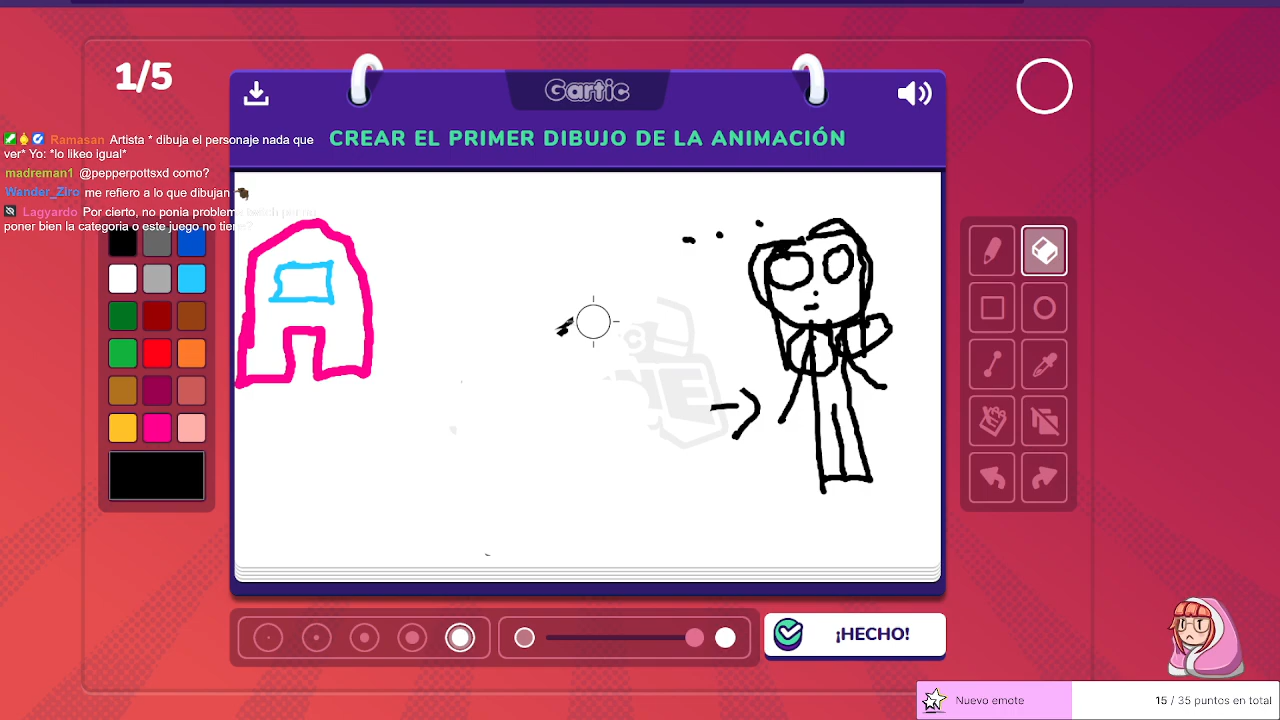 1/5
Gartic
CREAR EL PRIMER DIBUJO DE LA ANIMACIÓN
Ramasan Artista * dibuja el personaje nada que
ver* Yo: *lo likeo igual*
madreman1 @pepperpottsxd como?
Wander_Ziro me refiero a lo que dibujan
Lagyardo Por cierto, no ponia problema twitch
poner bien la categoria o este juego no tiene?
¡HECHO!
Nuevo emote
15 / 35 puntos en total